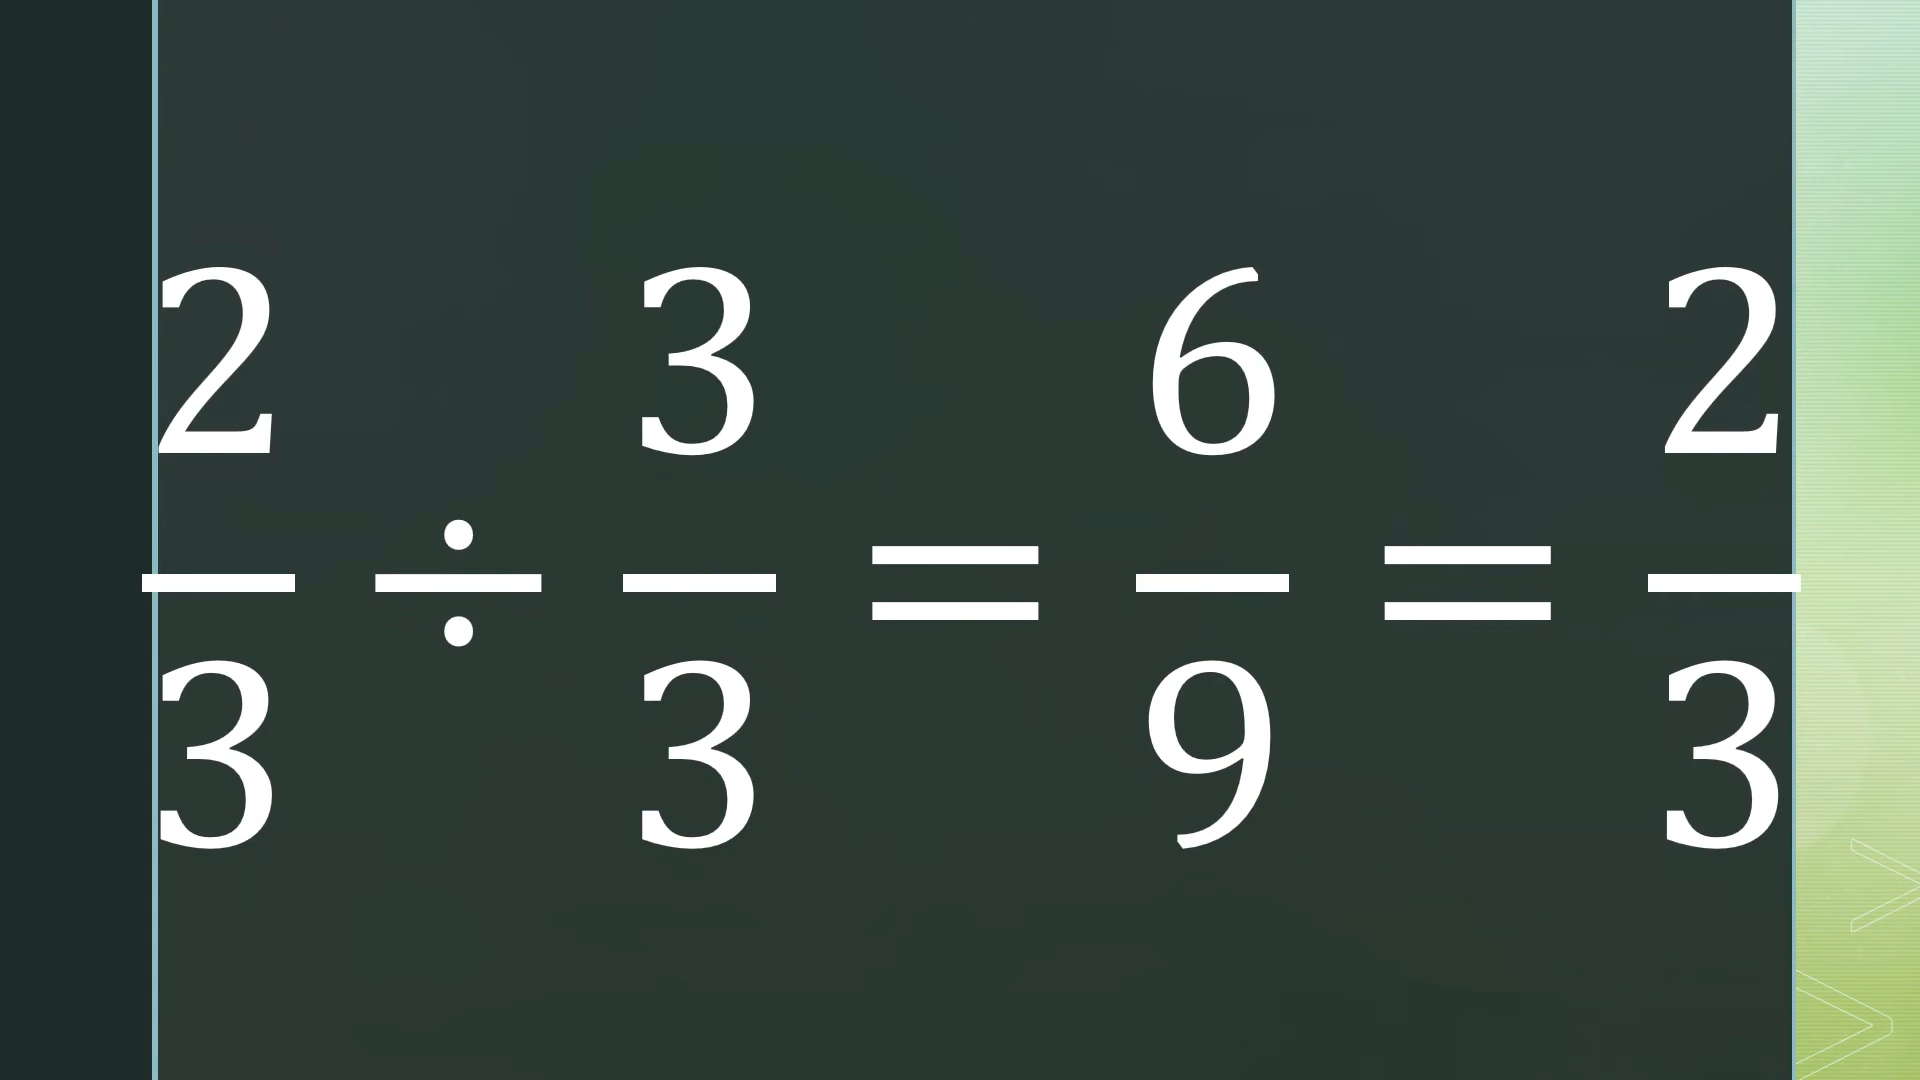 2/3 ÷ 3/3 = 6/9 = 2/3